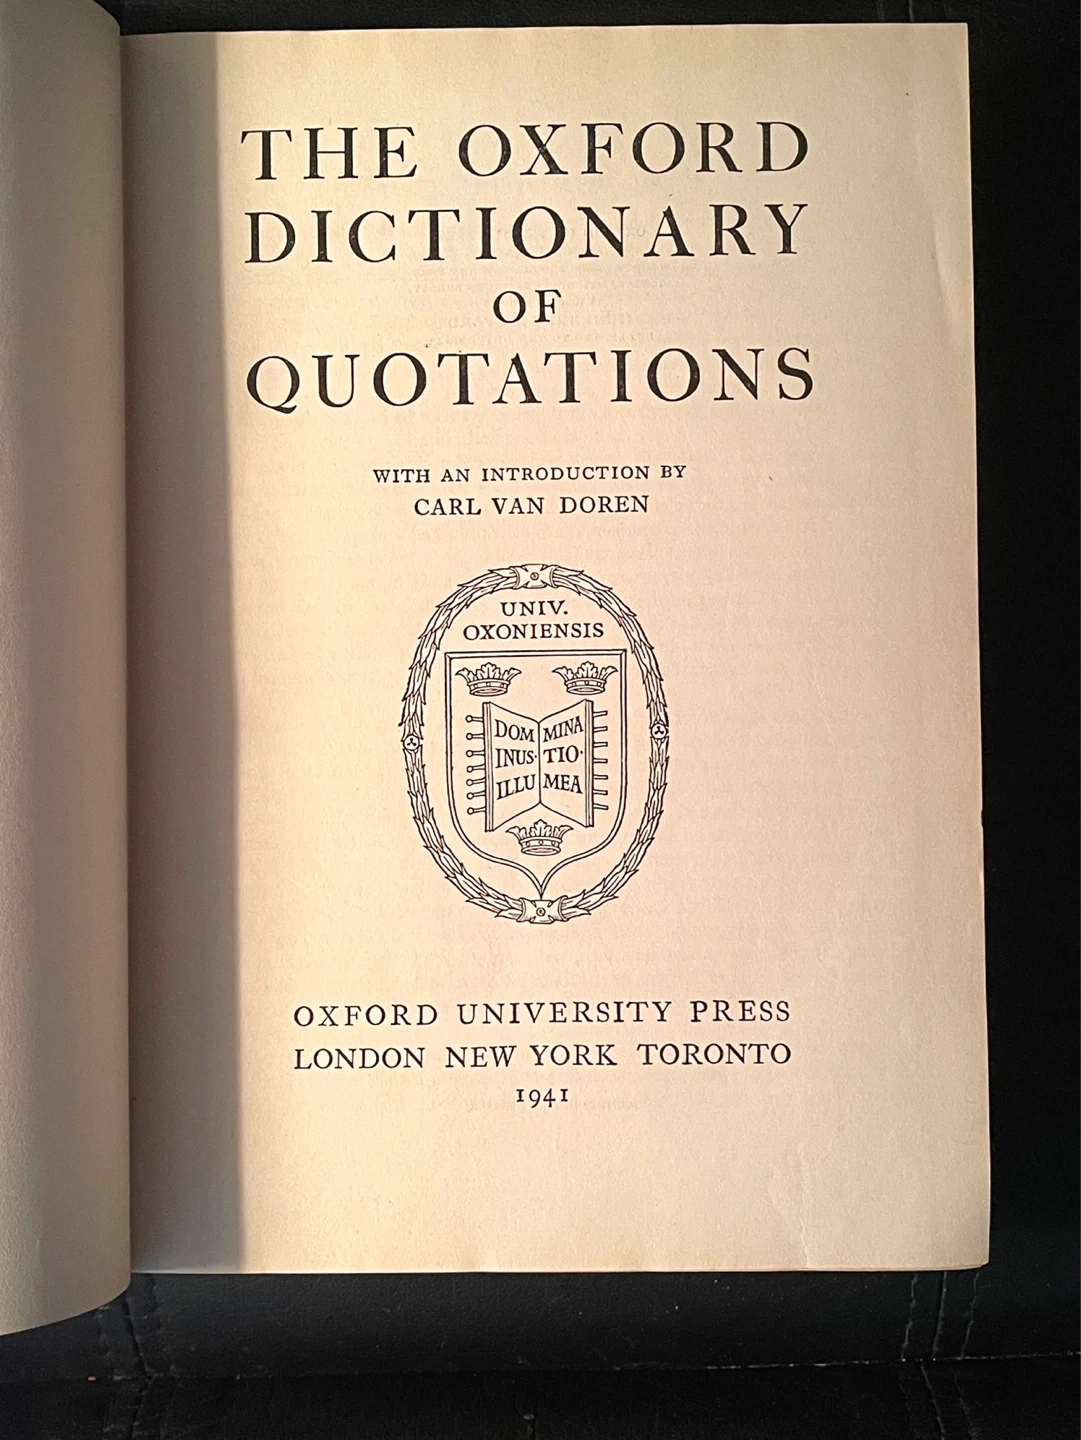 THE OXFORD
DICTIONARY
OF
QUOTATIONS
WITH AN INTRODUCTION BY
CARL VAN DOREN
UNIV.
OXONIENSIS
DOM MINA
INUS· TIO·
ILLU MEA
OXFORD UNIVERSITY PRESS
LONDON NEW YORK TORONTO
1941